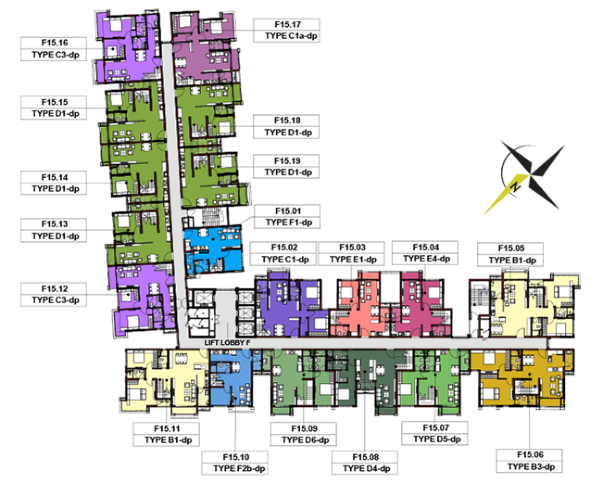 F15.17
TYPE C1a-dp
F15.16
TYPE C3-dp
F15.15
TYPE D1-dp
F15.18
TYPE D1-dp
F15.14
TYPE D1-dp
F15.19
TYPE D1-dp
F15.13
TYPE D1-dp
F15.01
TYPE F1-dp
N
F15.02
TYPE C1-dp
F15.03
TYPE E1-dp
F15.04
TYPE E4-dp
F15.05
TYPE B1-dp
F15.12
TYPE C3-dp
LIFT LOBBY F
F15.11
TYPE B1-dp
F15.10
TYPE F2b-dp
F15.09
TYPE D6-dp
F15.08
TYPE D4-dp
F15.07
TYPE D5-dp
F15.06
TYPE B3-dp